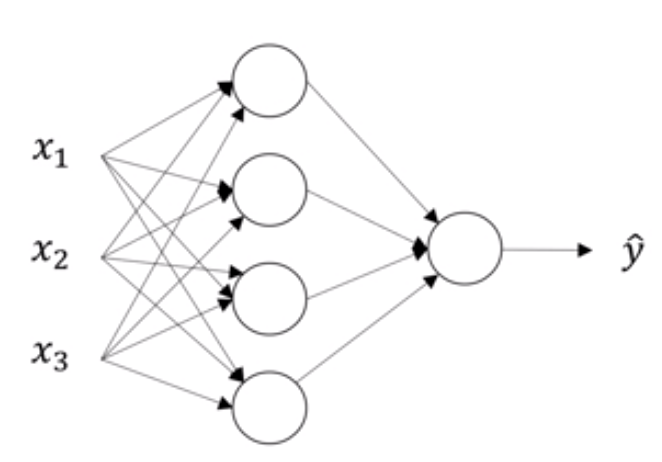 x₁
x₂
ŷ
x₃